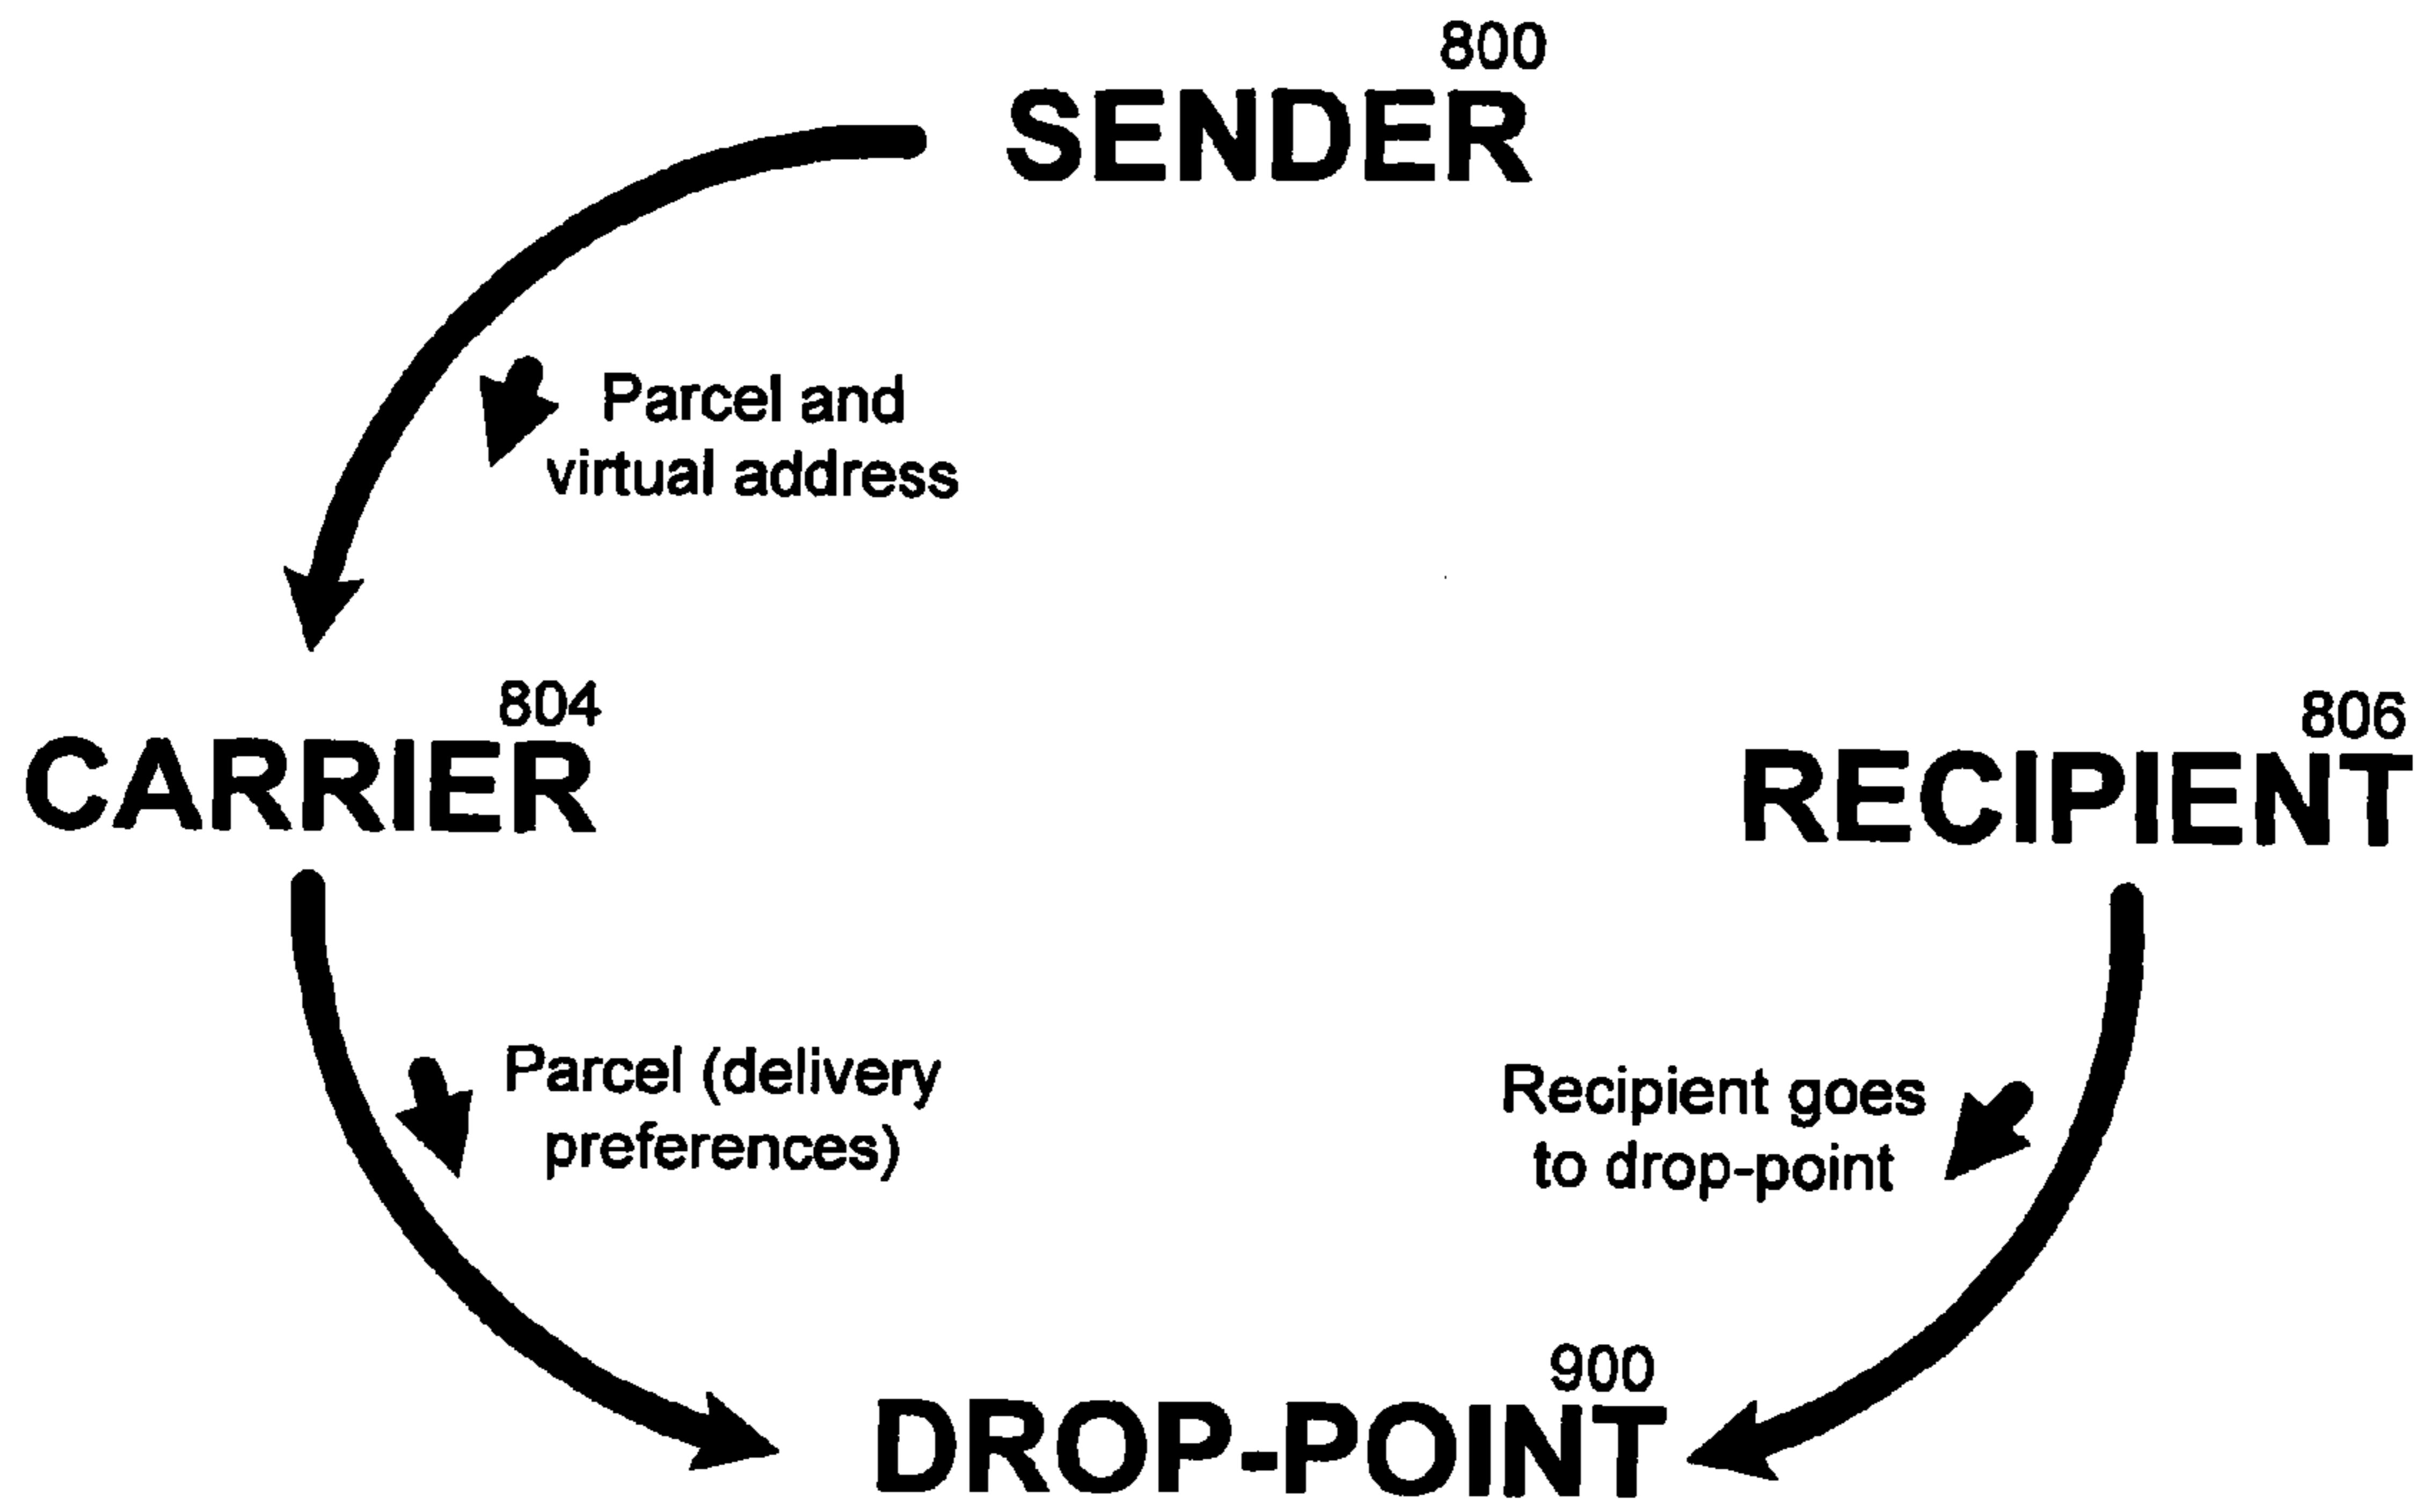 800
SENDER
Parcel and
virtual address
804
CARRIER
806
RECIPIENT
Parcel (delivery
preferences)
Recipient goes
to drop-point
900
DROP-POINT